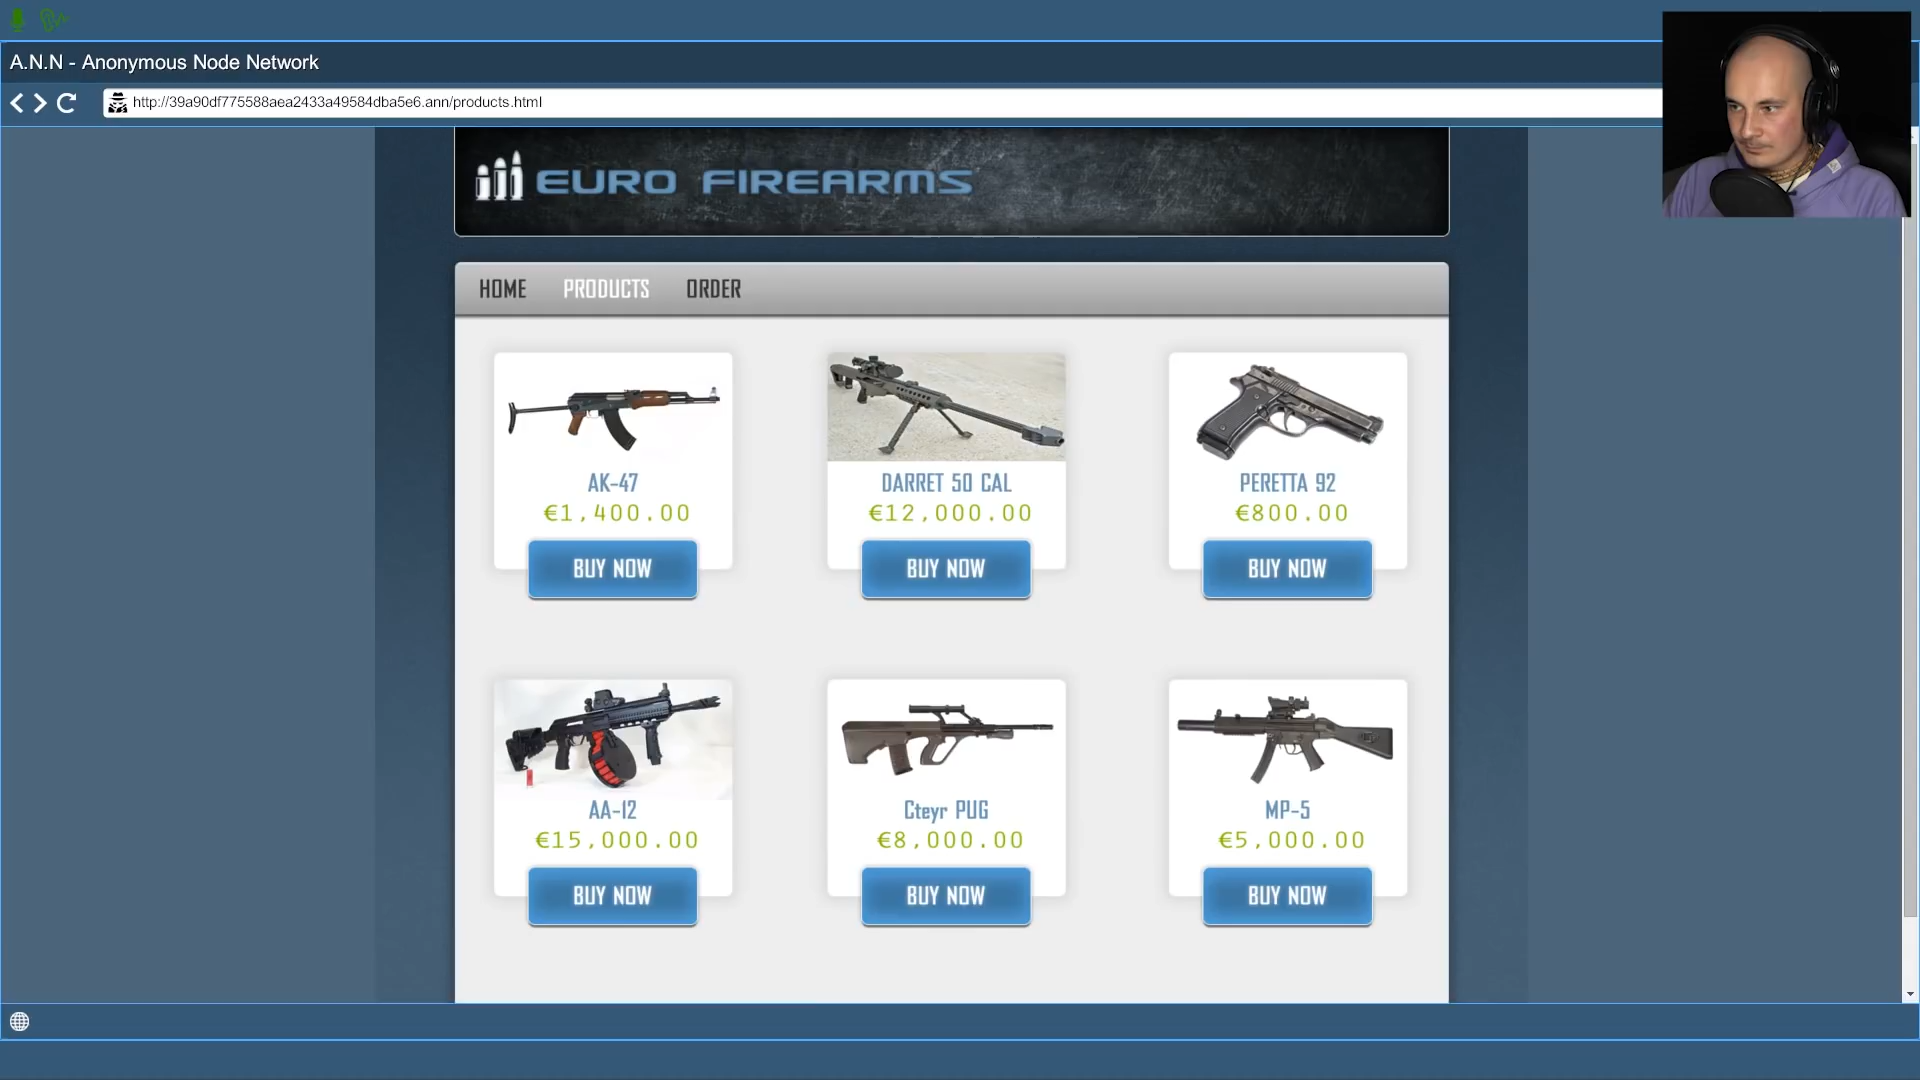 A.N.N - Anonymous Node Network
http://39a90df775588aea2433a49584dba5e6.ann/products.html
EURO FIREARMS
HOME PRODUCTS ORDER
AK-47 DARRET 50 CAL PERETTA 92
€1,400.00 €12,000.00 €800.00
BUY NOW BUY NOW BUY NOW
AA-12 Cteyr PUG MP-5
€15,000.00 €8,000.00 €5,000.00
BUY NOW BUY NOW BUY NOW